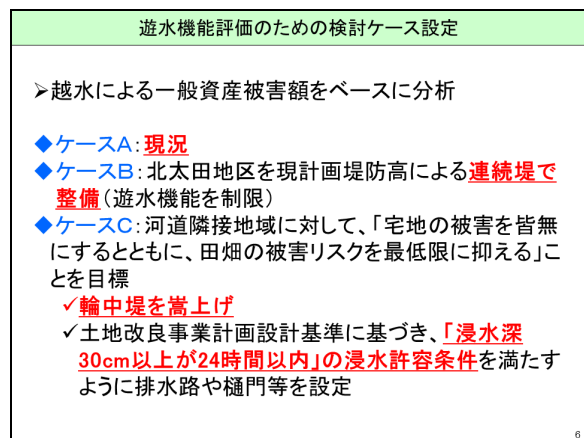 遊水機能評価のための検討ケース設定
➢越水による一般資産被害額をベースに分析
◆ケースA：現況
◆ケースB：北太田地区を現計画堤防高による連続堤で
整備（遊水機能を制限）
◆ケースC：河道隣接地域に対して、「宅地の被害を皆無
にするとともに、田畑の被害リスクを最低限に抑える」こ
とを目標
✓輪中堤を嵩上げ
✓土地改良事業計画設計基準に基づき、「浸水深
30cm以上が24時間以内」の浸水許容条件を満たす
ように排水路や樋門等を設定
6